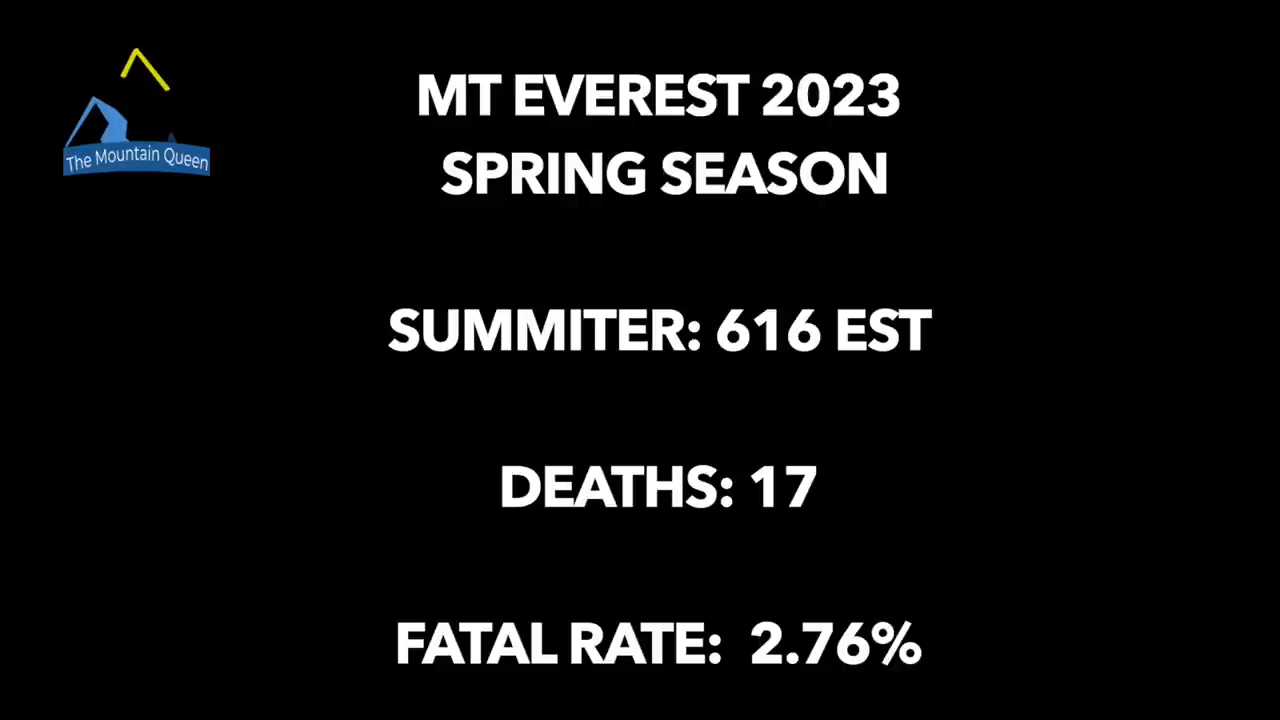 The Mountain Queen
MT EVEREST 2023
SPRING SEASON
SUMMITER: 616 EST
DEATHS: 17
FATAL RATE: 2.76%